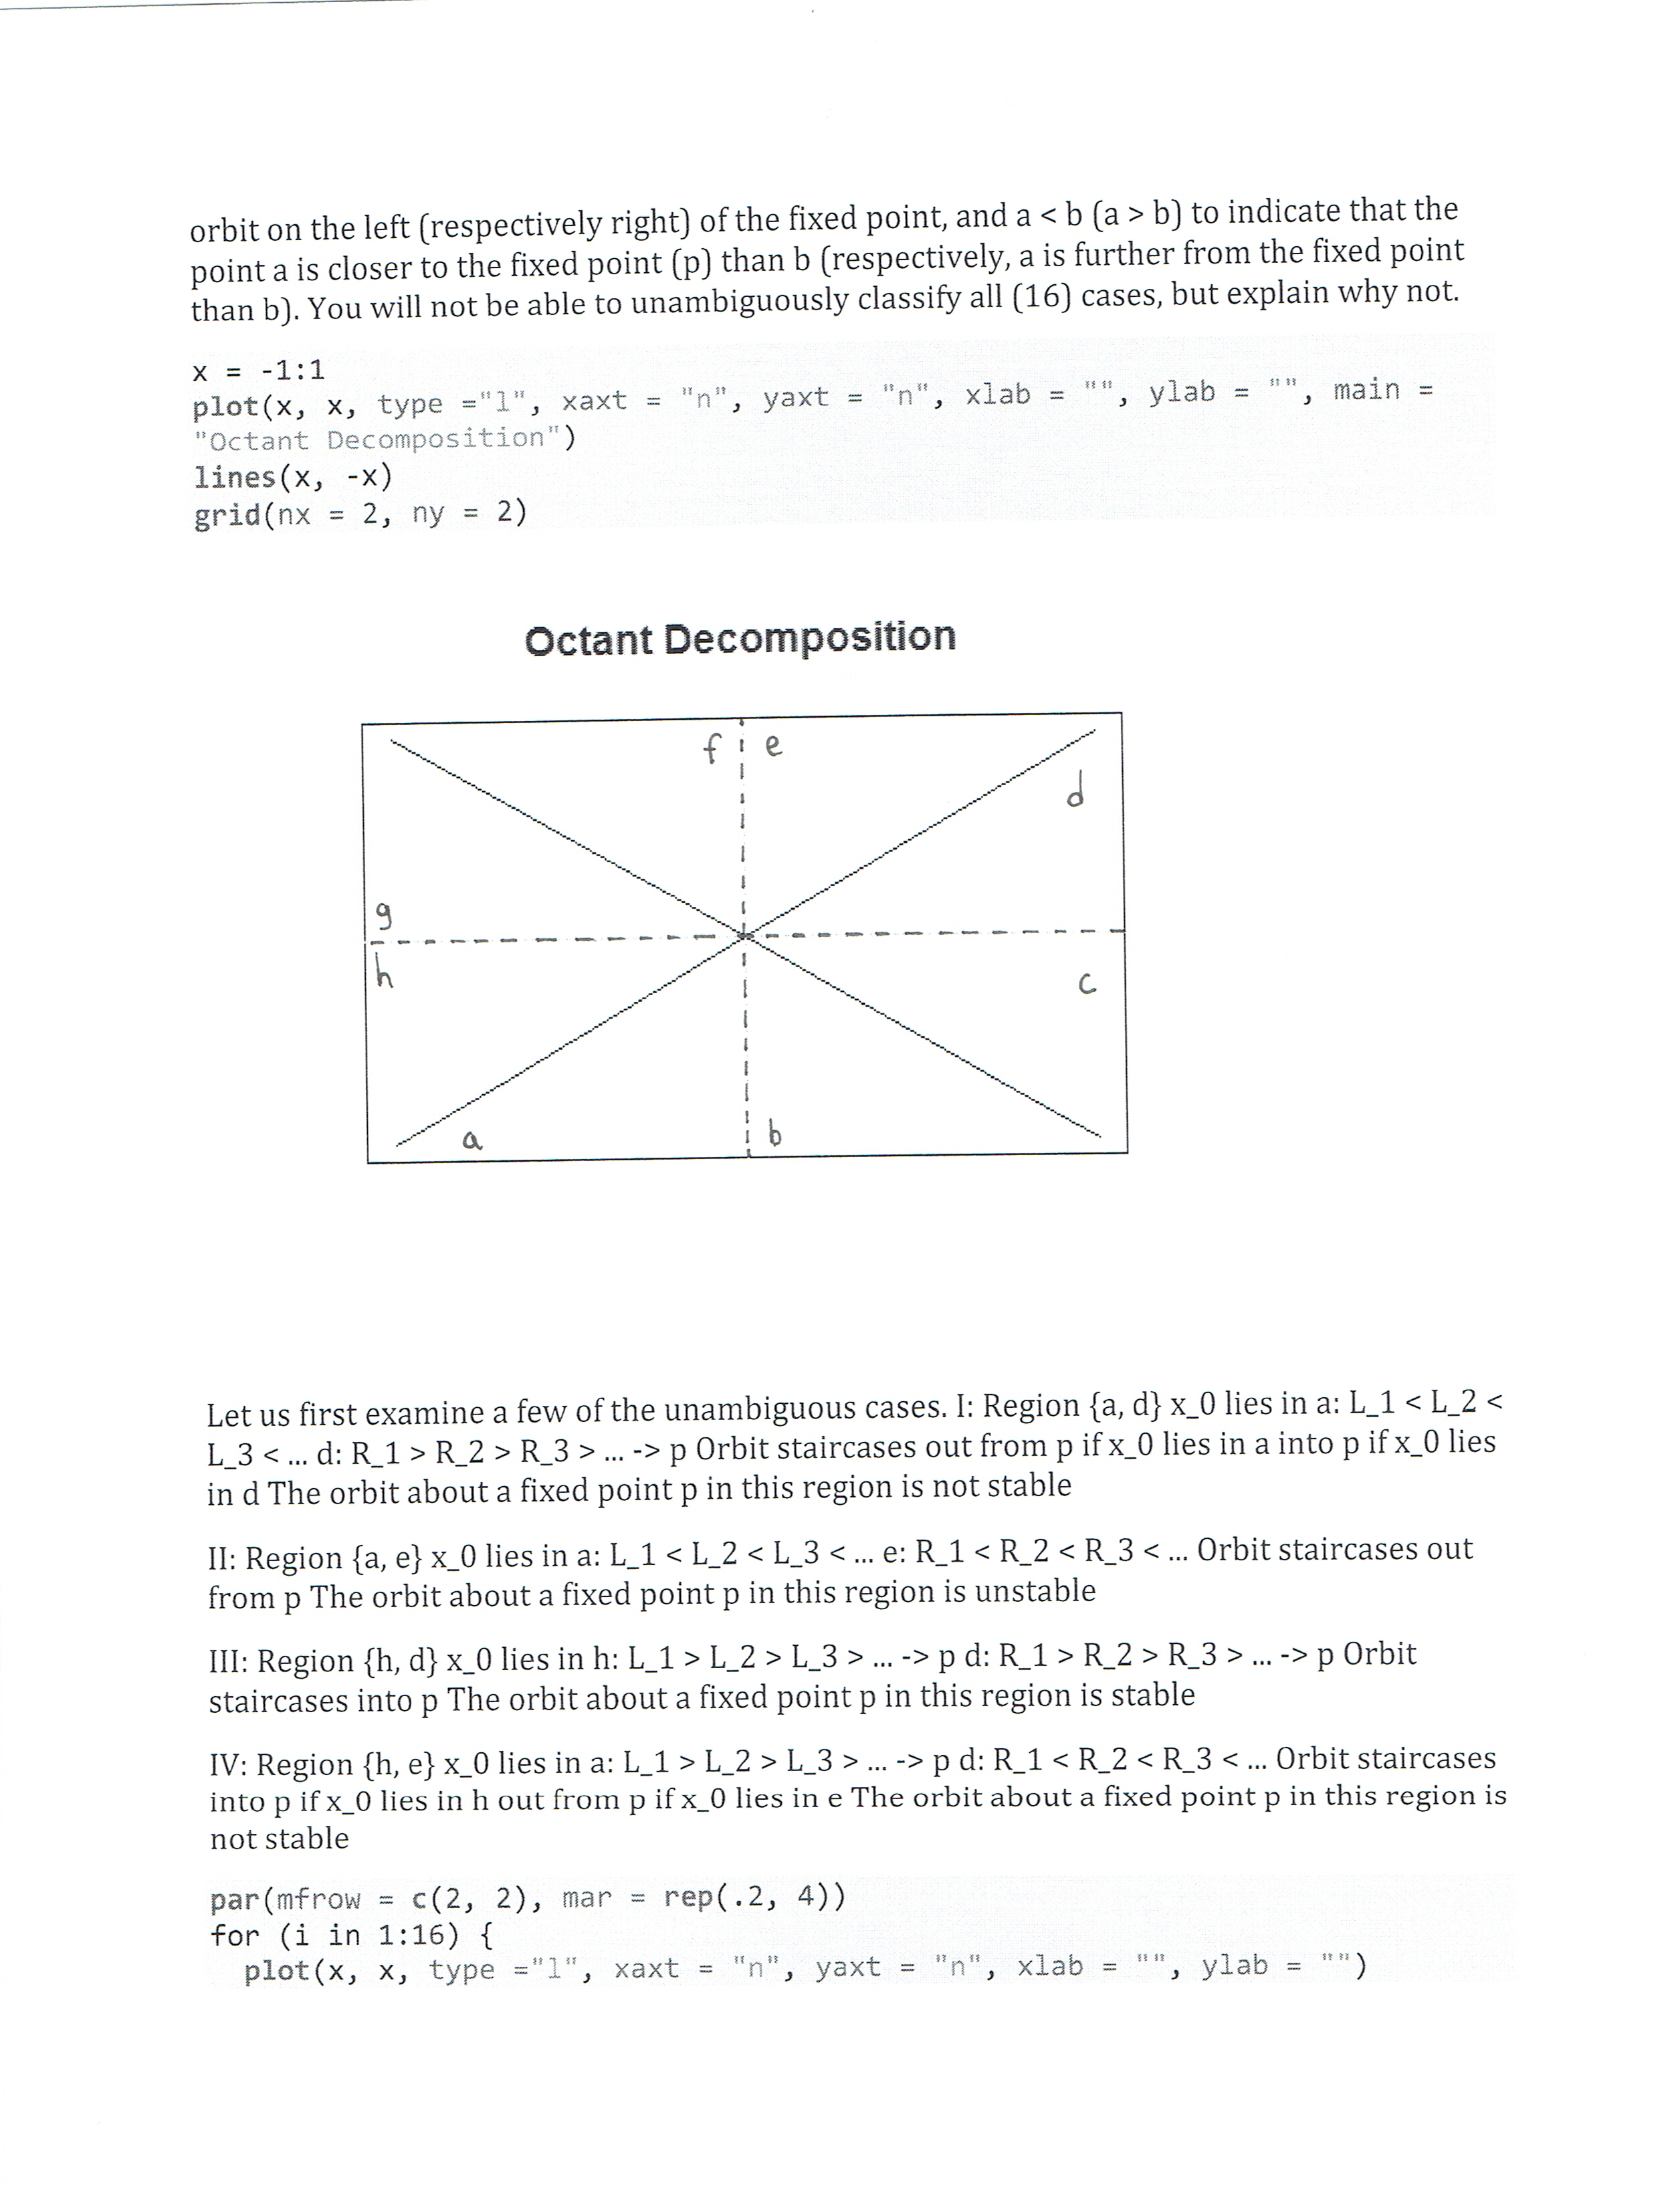 orbit on the left (respectively right) of the fixed point, and a < b (a > b) to indicate that the
point a is closer to the fixed point (p) than b (respectively, a is further from the fixed point
than b). You will not be able to unambiguously classify all (16) cases, but explain why not.
x = -1:1
plot(x, x, type ="l", xaxt = "n", yaxt = "n", xlab = "", ylab = "", main =
"Octant Decomposition")
lines(x, -x)
grid(nx = 2, ny = 2)
Octant Decomposition
f e
d
g
h
c
a b
Let us first examine a few of the unambiguous cases. I: Region {a, d} x_0 lies in a: L_1 < L_2 <
L_3 < ... d: R_1 > R_2 > R_3 > ... -> p Orbit staircases out from p if x_0 lies in a into p if x_0 lies
in d The orbit about a fixed point p in this region is not stable
II: Region {a, e} x_0 lies in a: L_1 < L_2 < L_3 < ... e: R_1 < R_2 < R_3 < ... Orbit staircases out
from p The orbit about a fixed point p in this region is unstable
III: Region {h, d} x_0 lies in h: L_1 > L_2 > L_3 > ... -> p d: R_1 > R_2 > R_3 > ... -> p Orbit
staircases into p The orbit about a fixed point p in this region is stable
IV: Region {h, e} x_0 lies in a: L_1 > L_2 > L_3 > ... -> p d: R_1 < R_2 < R_3 < ... Orbit staircases
into p if x_0 lies in h out from p if x_0 lies in e The orbit about a fixed point p in this region is
not stable
par(mfrow = c(2, 2), mar = rep(.2, 4))
for (i in 1:16) {
plot(x, x, type ="l", xaxt = "n", yaxt = "n", xlab = "", ylab = "")